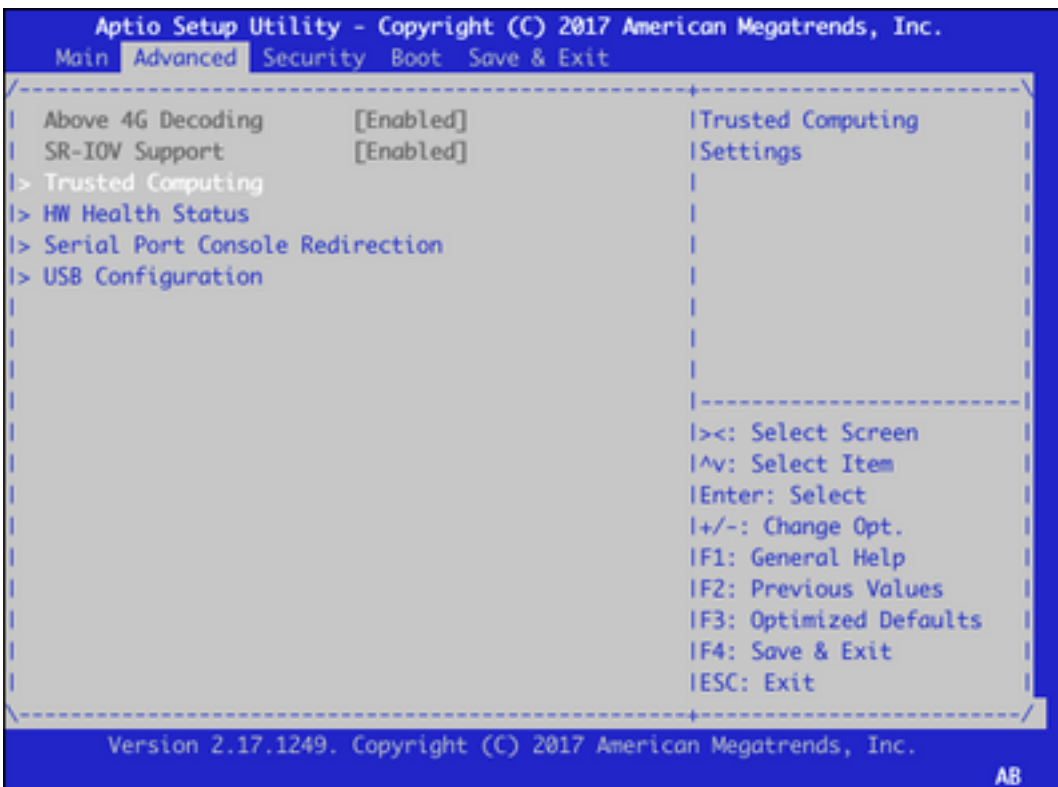 Aptio Setup Utility - Copyright (C) 2017 American Megatrends, Inc.
Main Advanced Security Boot Save & Exit
/----------------------------------------------------+-------------------------\
| Above 4G Decoding [Enabled] |Trusted Computing |
| SR-IOV Support [Enabled] |Settings |
|> Trusted Computing | |
|> HW Health Status | |
|> Serial Port Console Redirection | |
|> USB Configuration | |
| | |
| | |
| | |
| |-------------------------|
| |><: Select Screen |
| |^v: Select Item |
| |Enter: Select |
| |+/-: Change Opt. |
| |F1: General Help |
| |F2: Previous Values |
| |F3: Optimized Defaults |
| |F4: Save & Exit |
| |ESC: Exit |
\----------------------------------------------------+-------------------------/
Version 2.17.1249. Copyright (C) 2017 American Megatrends, Inc.
AB